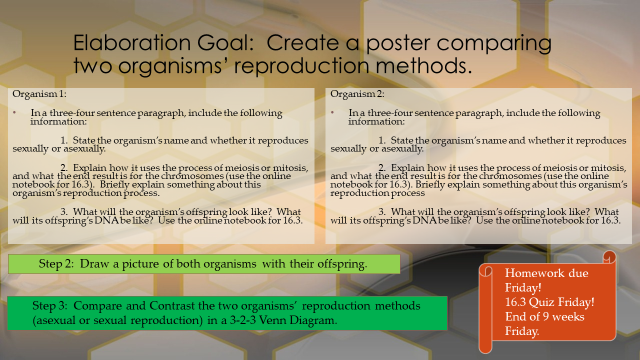 Elaboration Goal:  Create a poster comparing
two organisms' reproduction methods.
Organism 1:
• In a three-four sentence paragraph, include the following
information:
1.  State the organism's name and whether it reproduces
sexually or asexually.
2.  Explain how it uses the process of meiosis or mitosis,
and what the end result is for the chromosomes (use the online
notebook for 16.3).  Briefly explain something about this
organism's reproduction process.
3.  What will the organism's offspring look like?  What
will its offspring's DNA be like?  Use the online notebook for 16.3.
Organism 2:
• In a three-four sentence paragraph, include the following
information:
1.  State the organism's name and whether it reproduces
sexually or asexually.
2.  Explain how it uses the process of meiosis or mitosis,
and what the end result is for the chromosomes (use the online
notebook for 16.3). Briefly explain something about this organism's
reproduction process
3.  What will the organism's offspring look like?  What
will its offspring's DNA be like?  Use the online notebook for 16.3.
Step 2:  Draw a picture of both organisms with their offspring.
Step 3:  Compare and Contrast the two organisms' reproduction methods
(asexual or sexual reproduction) in a 3-2-3 Venn Diagram.
Homework due
Friday!
16.3 Quiz Friday!
End of 9 weeks
Friday.